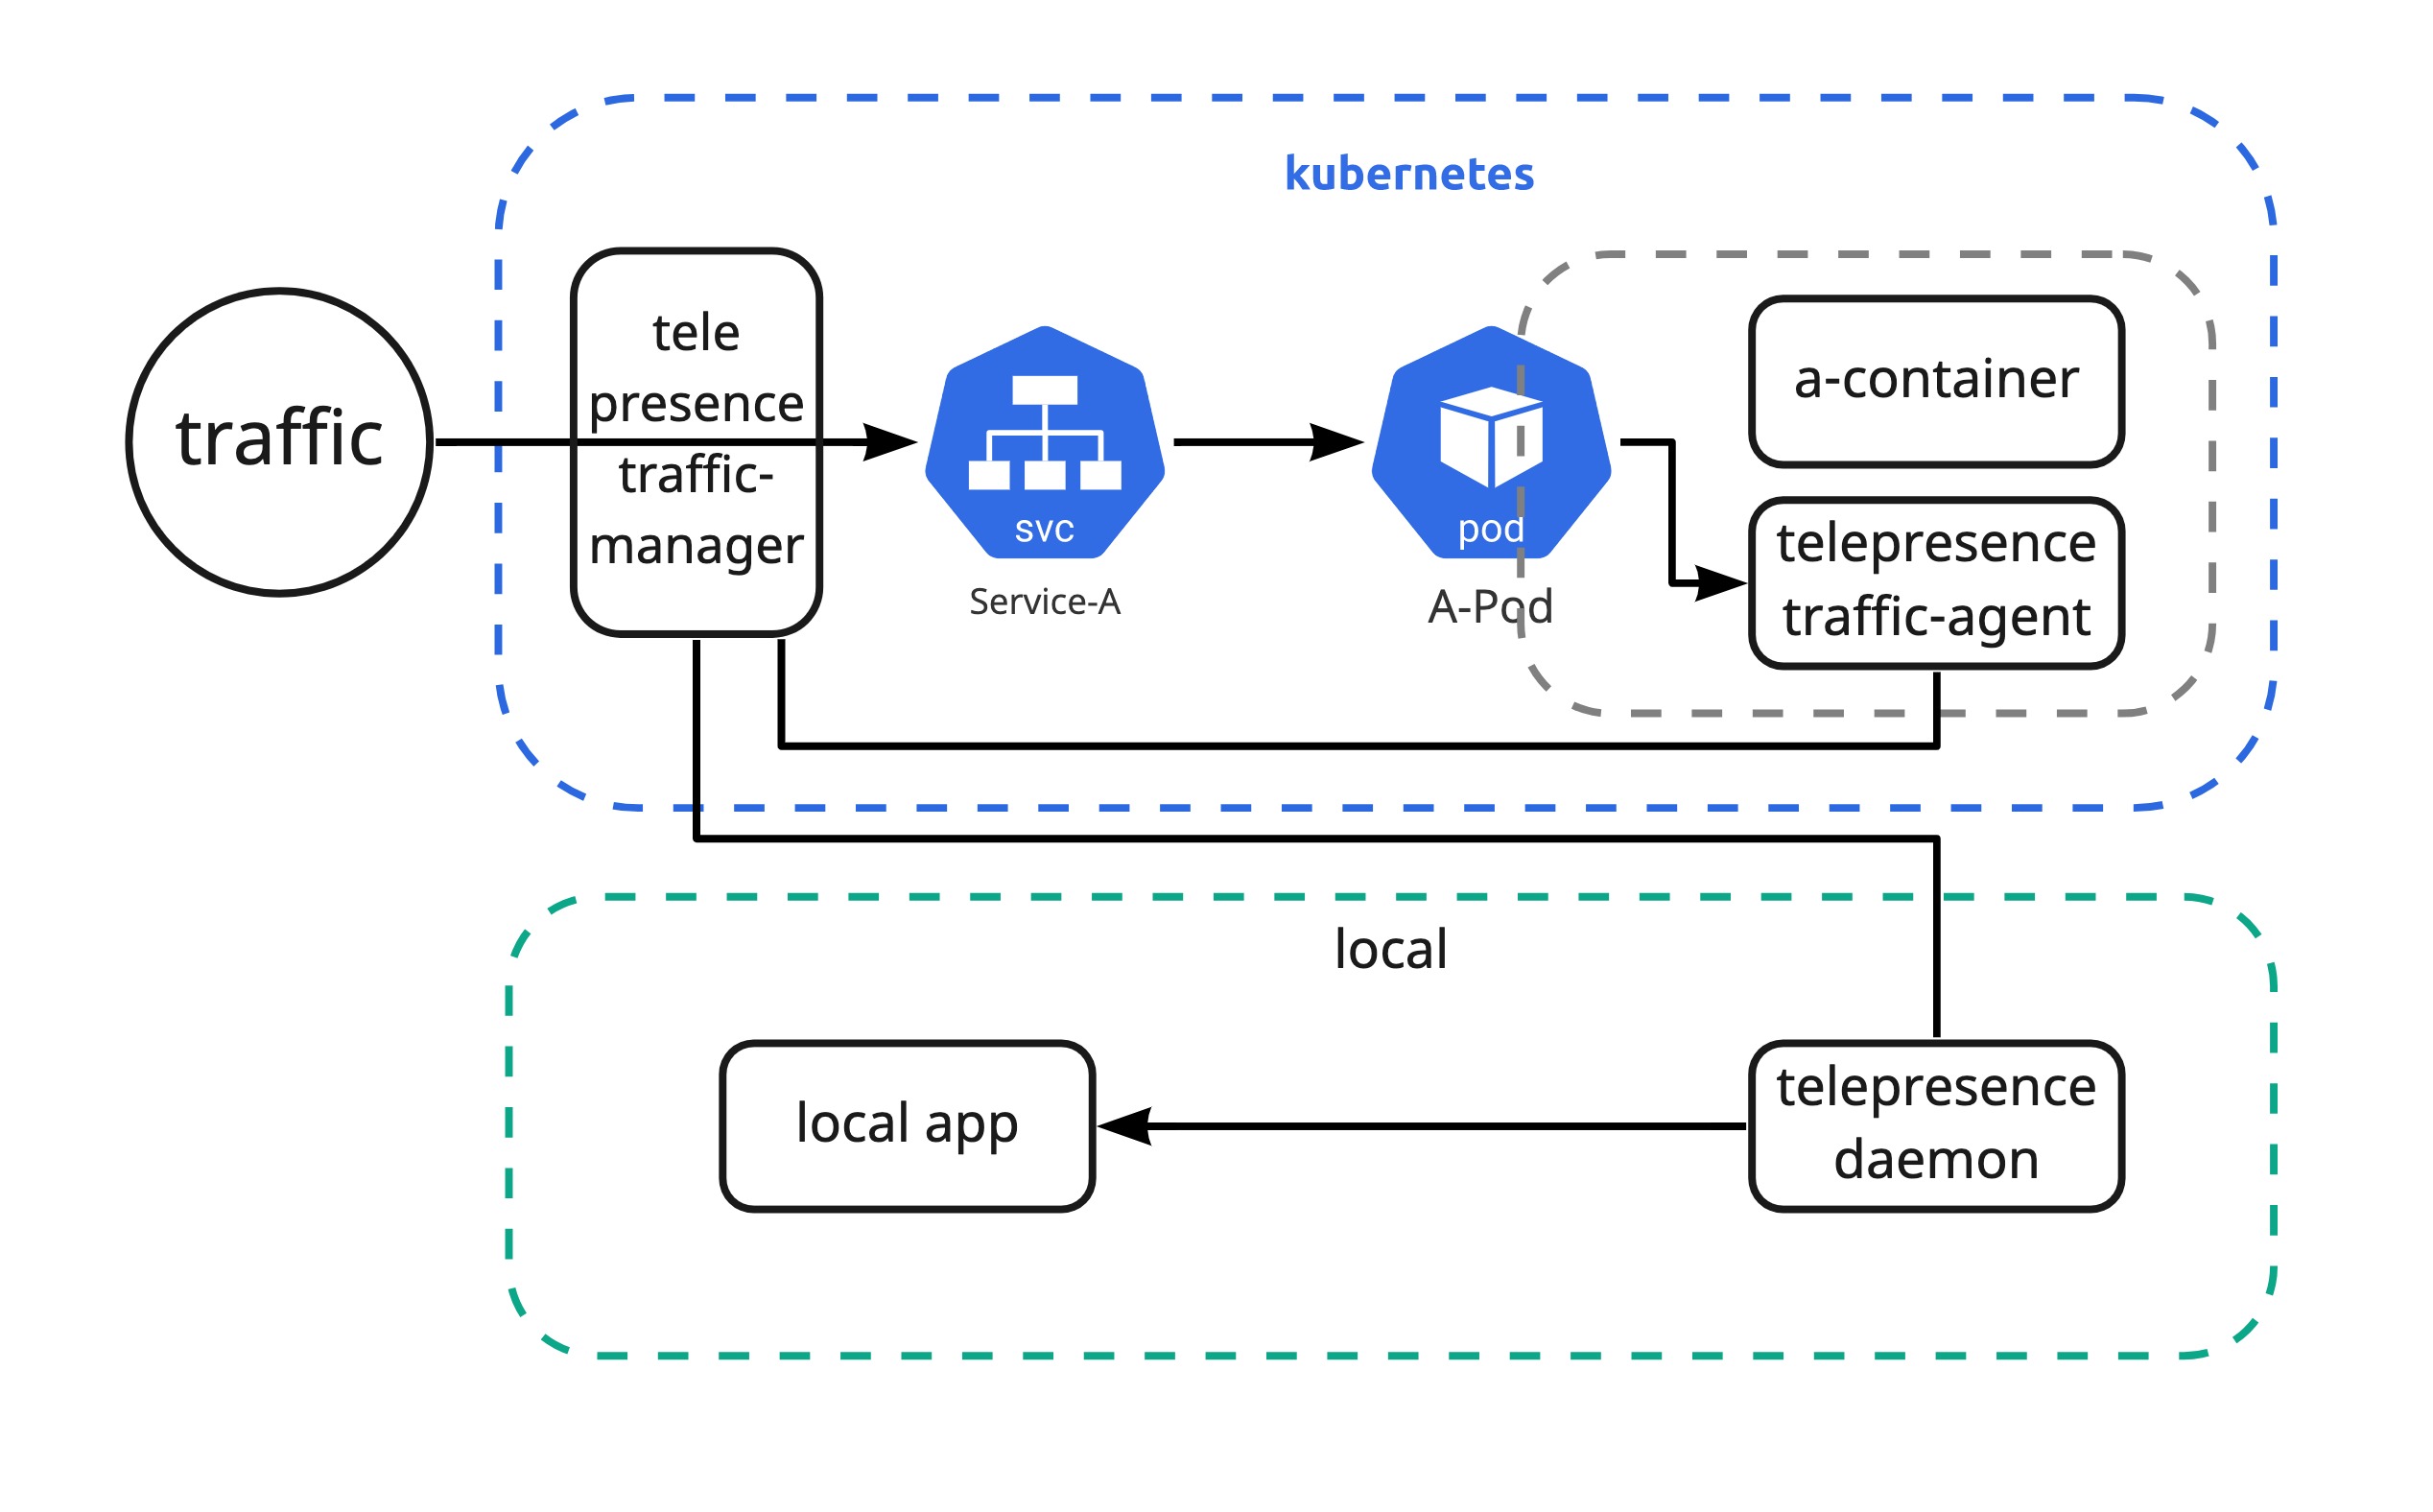 kubernetes
traffic
tele
presence
traffic-
manager
svc
Service-A
pod
A-Pod
a-container
telepresence
traffic-agent
local
local app
telepresence
daemon